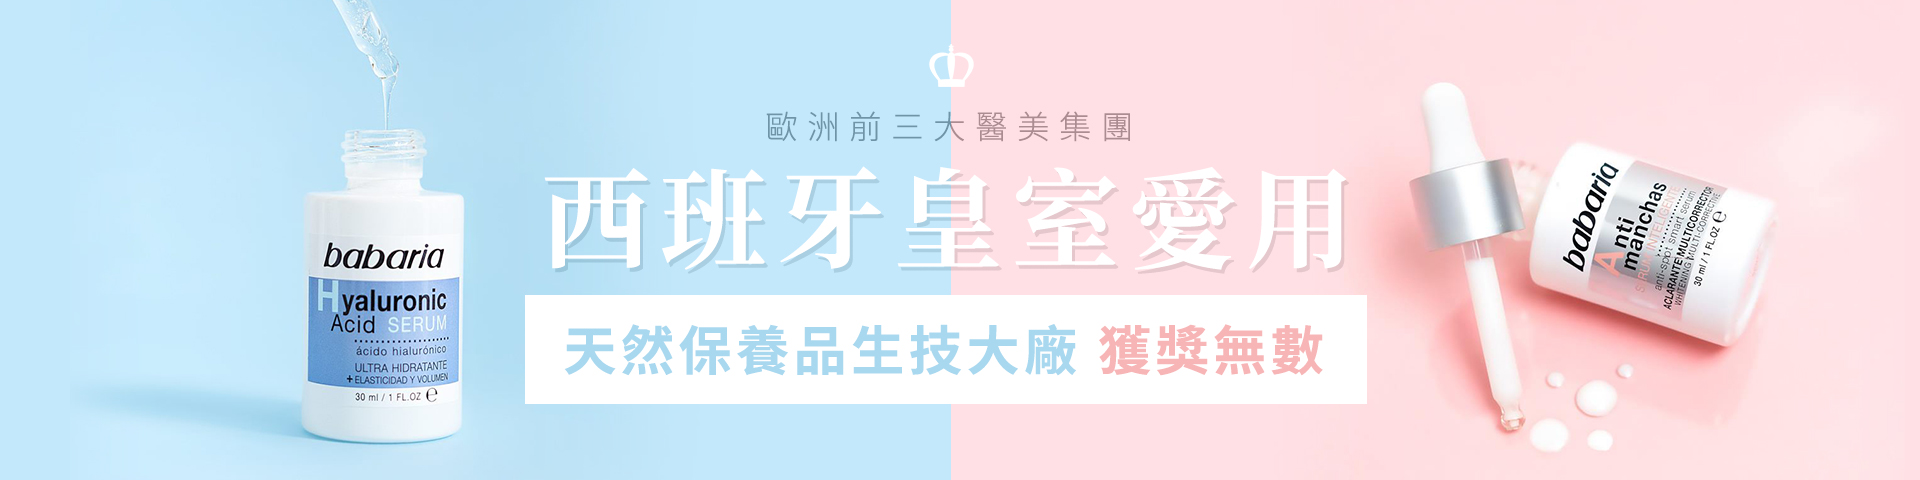 歐洲前三大醫美集團
西班牙皇室愛用
天然保養品生技大廠 獲獎無數
babaria
Hyaluronic
Acid SERUM
ácido hialurónico
ULTRA HIDRATANTE
+ ELASTICIDAD Y VOLUMEN
30 ml / 1 FL.OZ ℮
babaria
Anti
manchas
SERUM INTELIGENTE
anti-spot smart serum
ACLARANTE MULTICORRECTOR
WHITENING MULTI-CORRECTIVE
30 ml / 1 FL.OZ ℮